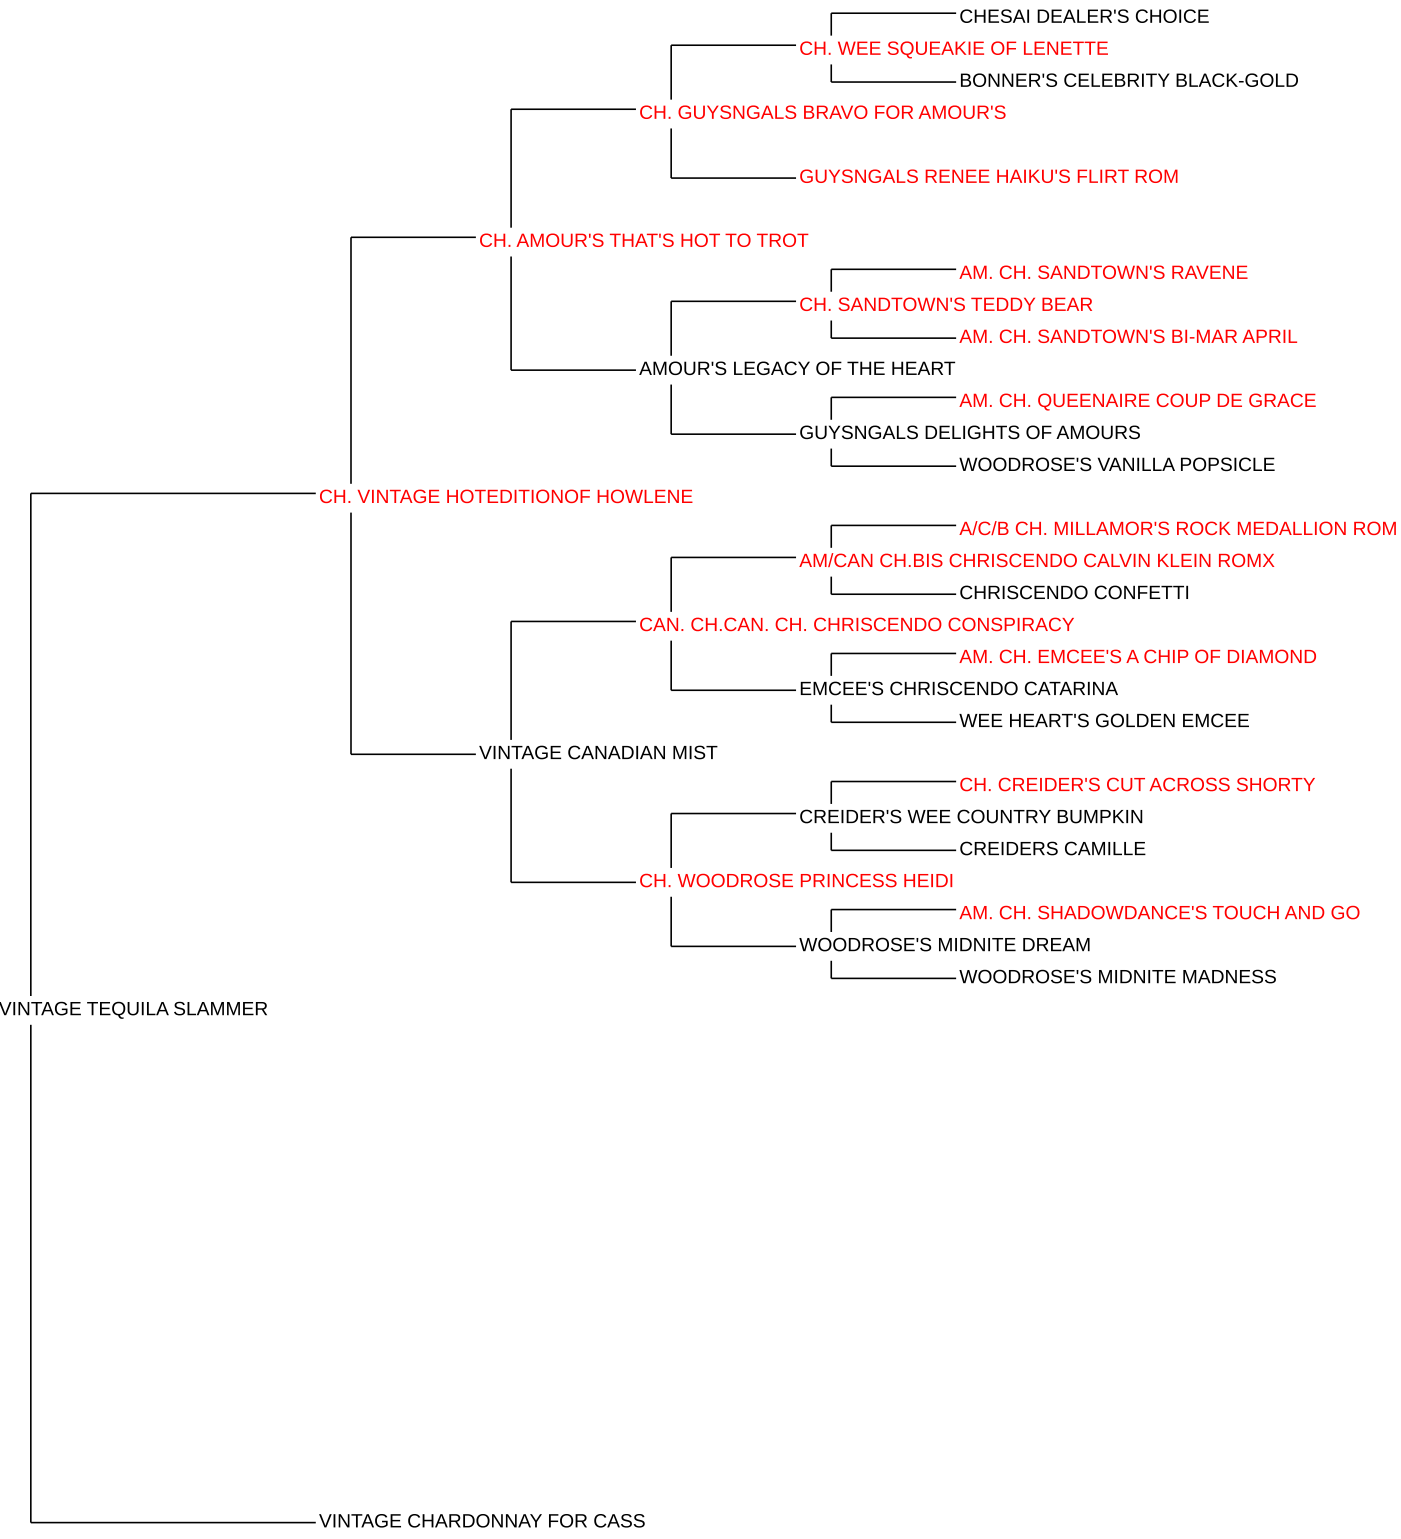 CHESAI DEALER'S CHOICE
CH. WEE SQUEAKIE OF LENETTE
BONNER'S CELEBRITY BLACK-GOLD
CH. GUYSNGALS BRAVO FOR AMOUR'S
GUYSNGALS RENEE HAIKU'S FLIRT ROM
CH. AMOUR'S THAT'S HOT TO TROT
AM. CH. SANDTOWN'S RAVENE
CH. SANDTOWN'S TEDDY BEAR
AM. CH. SANDTOWN'S BI-MAR APRIL
AMOUR'S LEGACY OF THE HEART
AM. CH. QUEENAIRE COUP DE GRACE
GUYSNGALS DELIGHTS OF AMOURS
WOODROSE'S VANILLA POPSICLE
CH. VINTAGE HOTEDITIONOF HOWLENE
A/C/B CH. MILLAMOR'S ROCK MEDALLION ROM
AM/CAN CH.BIS CHRISCENDO CALVIN KLEIN ROMX
CHRISCENDO CONFETTI
CAN. CH.CAN. CH. CHRISCENDO CONSPIRACY
AM. CH. EMCEE'S A CHIP OF DIAMOND
EMCEE'S CHRISCENDO CATARINA
WEE HEART'S GOLDEN EMCEE
VINTAGE CANADIAN MIST
CH. CREIDER'S CUT ACROSS SHORTY
CREIDER'S WEE COUNTRY BUMPKIN
CREIDERS CAMILLE
CH. WOODROSE PRINCESS HEIDI
AM. CH. SHADOWDANCE'S TOUCH AND GO
WOODROSE'S MIDNITE DREAM
WOODROSE'S MIDNITE MADNESS
VINTAGE TEQUILA SLAMMER
VINTAGE CHARDONNAY FOR CASS